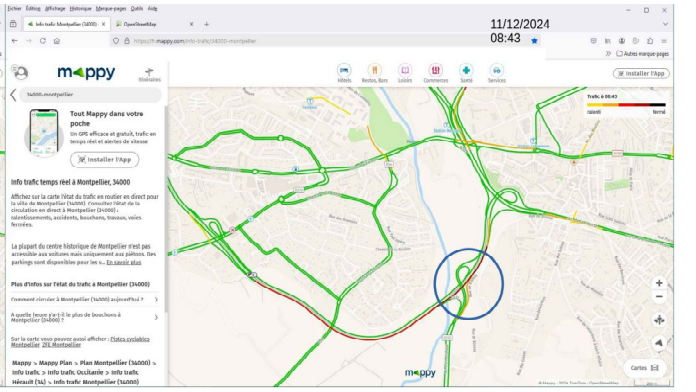 Fichier Édition Affichage Historique Marque-pages Outils Aide
Info trafic Montpellier (34000)
OpenStreetMap
11/12/2024
08:43
https://fr.mappy.com/info-trafic/34000-montpellier
Autres marque-pages
mappy
Itinéraires
Hôtels
Restos, Bars
Loisirs
Commerces
Santé
Services
Installer l'App
34000-montpellier
Tout Mappy dans votre
poche
Un GPS efficace et gratuit, trafic en
temps réel et alertes de vitesse
Installer l'App
Trafic à 08:43
ralenti
fermé
Info trafic temps réel à Montpellier, 34000
Affichez sur la carte l'état du trafic en routier en direct pour
la ville de Montpellier (34000). Consultez l'état de la
circulation en direct à Montpellier (34000) :
ralentissements, accidents, bouchons, travaux, voies
fermées.
La plupart du centre historique de Montpellier n'est pas
accessible aux voitures mais uniquement aux piétons. Des
parkings sont disponibles pour les v... En savoir plus
Plus d'infos sur l'état du trafic à Montpellier (34000)
Comment circuler à Montpellier (34000) aujourd'hui ?
A quelle heure y'a-t-il le plus de bouchons à
Montpellier (34000) ?
Sur la carte vous pouvez aussi afficher : Pistes cyclables
Montpellier ZFE Montpellier
Mappy > Mappy Plan > Plan Montpellier (34000) >
Info trafic > Info trafic Occitanie > Info trafic
Hérault (34) > Info trafic Montpellier (34000)
mappy
Cartes